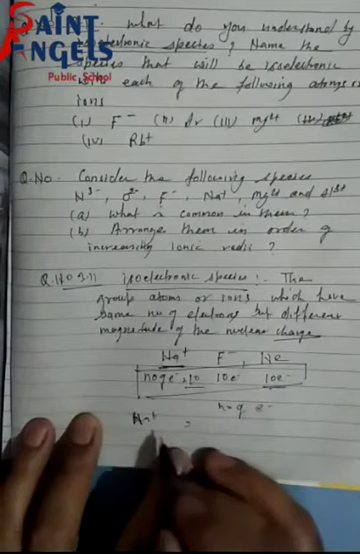 SAINT
ANGELS
Public School
What do you understand by
isoelectronic species? Name the
species that will be isoelectronic
with each of the following atoms or
ions
(i) F⁻ (ii) Ar (iii) Mg²⁺
(iv) Rb⁺
Q.No. Consider the following species
N³⁻, O²⁻, F⁻, Na⁺, Mg²⁺ and Al³⁺
(a) What is common in them?
(b) Arrange them in order of
increasing ionic radii?
Q.NO 3.11 isoelectronic species:- The
group atoms or ions which have
same no of electrons but different
magnitude of the nuclear charge
Na⁺ F⁻, Ne
no of e⁻ 10 10e⁻ 10e⁻
no of e⁻
Na⁺ =